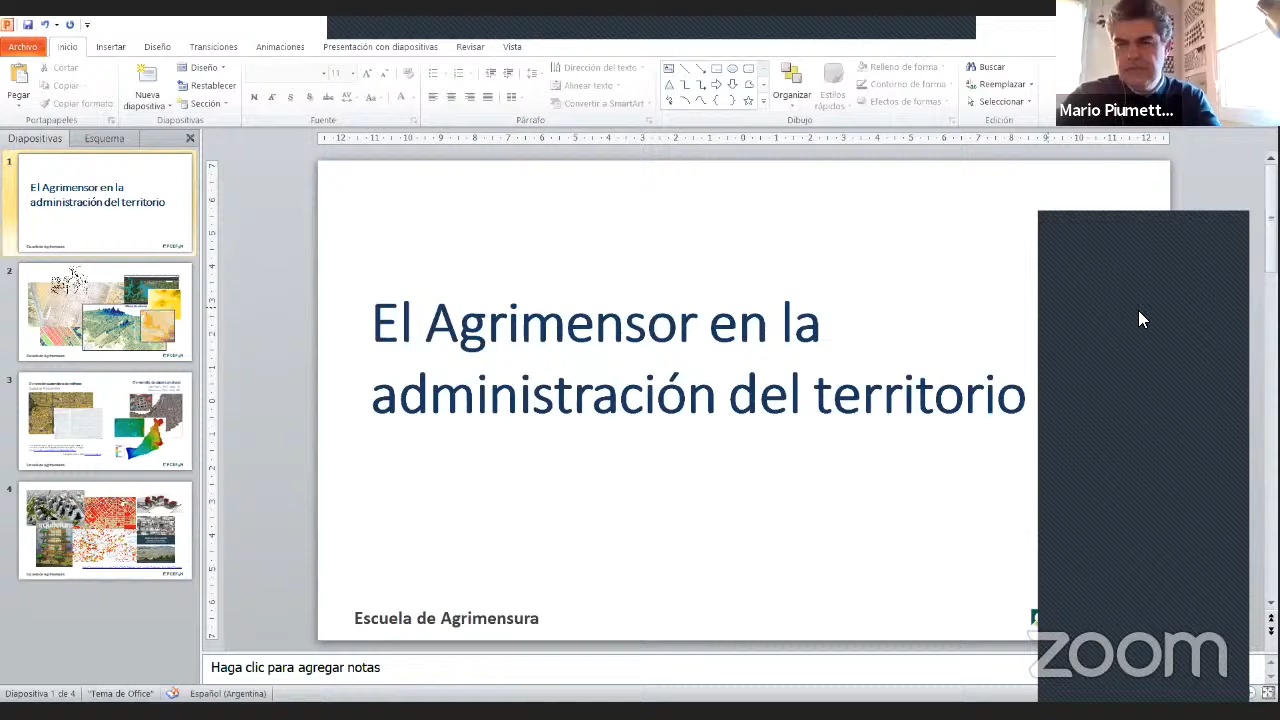 Archivo
Inicio
Insertar
Diseño
Transiciones
Animaciones
Presentación con diapositivas
Revisar
Vista
Pegar
Cortar
Copiar
Copiar formato
Portapapeles
Nueva
diapositiva
Diseño
Restablecer
Sección
Diapositivas
Fuente
Dirección del texto
Alinear texto
Convertir a SmartArt
Párrafo
Organizar
Estilos
rápidos
Relleno de forma
Contorno de forma
Efectos de formas
Dibujo
Buscar
Reemplazar
Seleccionar
Edición
Mario Piumett...
Diapositivas
Esquema
1
El Agrimensor en la
administración del territorio
2
3
4
El Agrimensor en la
administración del territorio
Escuela de Agrimensura
zoom
Haga clic para agregar notas
Diapositiva 1 de 4
"Tema de Office"
Español (Argentina)